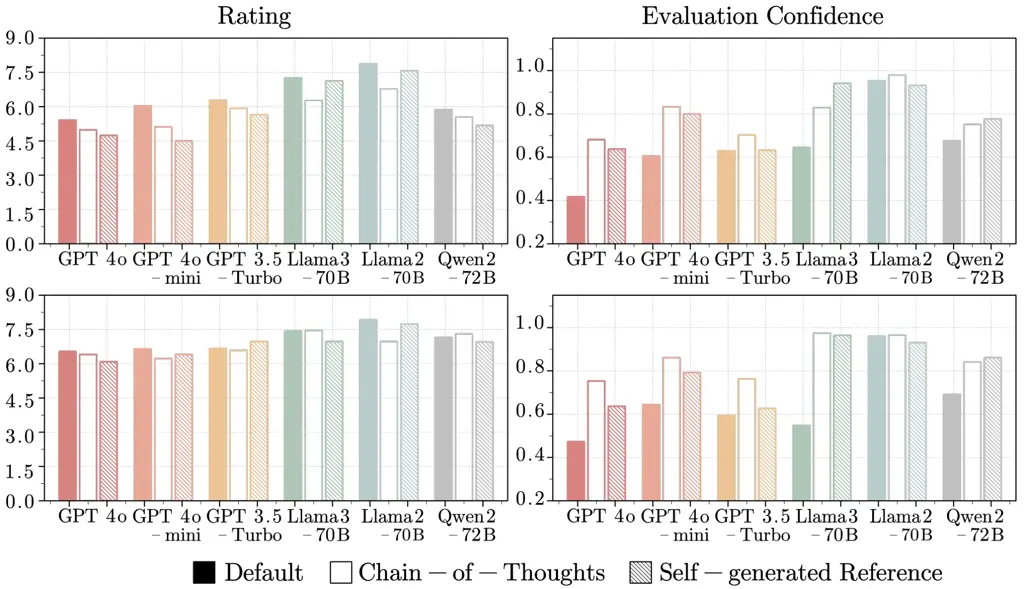 Rating
Evaluation Confidence
9.0
7.5
6.0
4.5
3.0
1.5
0.0
GPT 4o GPT 4o GPT 3.5 Llama3 Llama2 Qwen2
–mini –Turbo –70B –70B –72B
1.0
0.8
0.6
0.4
0.2
GPT 4o GPT 4o GPT 3.5 Llama3 Llama2 Qwen2
–mini –Turbo –70B –70B –72B
9.0
7.5
6.0
4.5
3.0
1.5
0.0
GPT 4o GPT 4o GPT 3.5 Llama3 Llama2 Qwen2
–mini –Turbo –70B –70B –72B
1.0
0.8
0.6
0.4
0.2
GPT 4o GPT 4o GPT 3.5 Llama3 Llama2 Qwen2
–mini –Turbo –70B –70B –72B
Default Chain–of–Thoughts Self–generated Reference